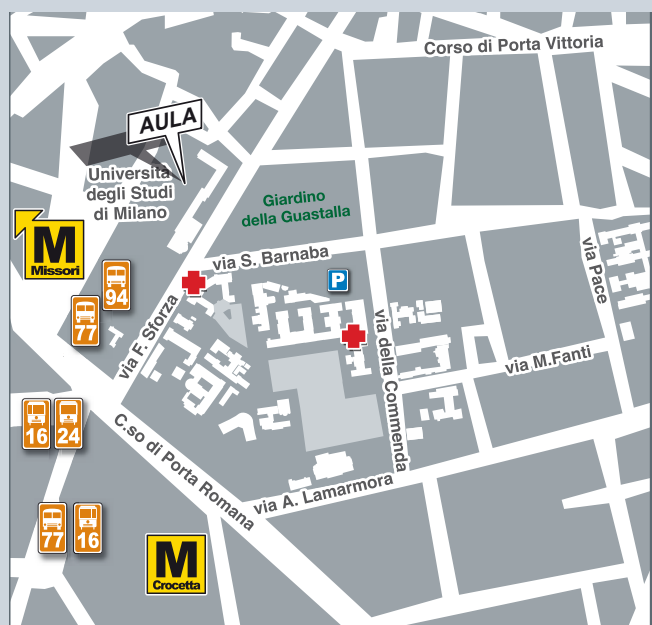 Corso di Porta Vittoria
AULA
Università
degli Studi
di Milano
Giardino
della Guastalla
M
Missori
via S. Barnaba
via Pace
94
P
77
via F. Sforza
via della Commenda
via M.Fanti
16
24
C.so di Porta Romana
via A. Lamarmora
77
16
M
Crocetta